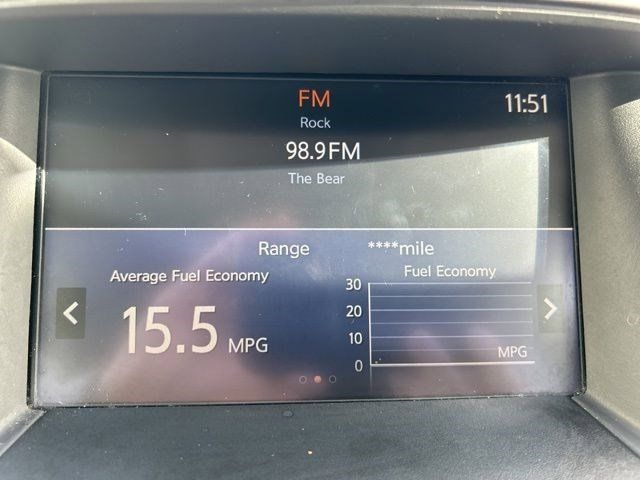 FM
11:51
Rock
98.9FM
The Bear
Range ****mile
Average Fuel Economy
15.5 MPG
Fuel Economy
30
20
10
0
MPG